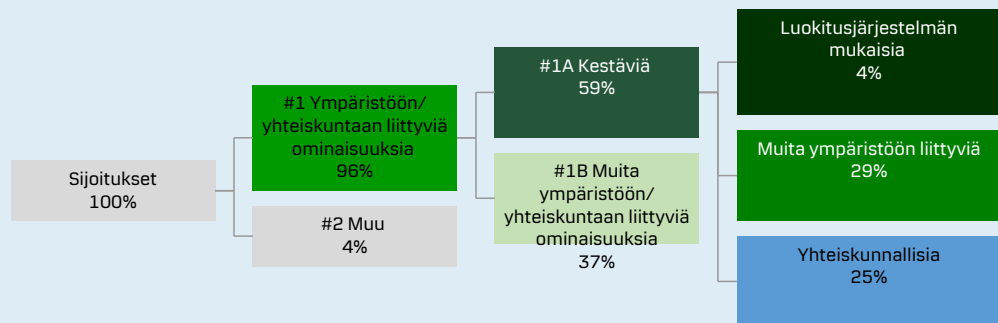 Sijoitukset
100%
#1 Ympäristöön/
yhteiskuntaan liittyviä
ominaisuuksia
96%
#2 Muu
4%
#1A Kestäviä
59%
#1B Muita
ympäristöön/
yhteiskuntaan liittyviä
ominaisuuksia
37%
Luokitusjärjestelmän
mukaisia
4%
Muita ympäristöön liittyviä
29%
Yhteiskunnallisia
25%